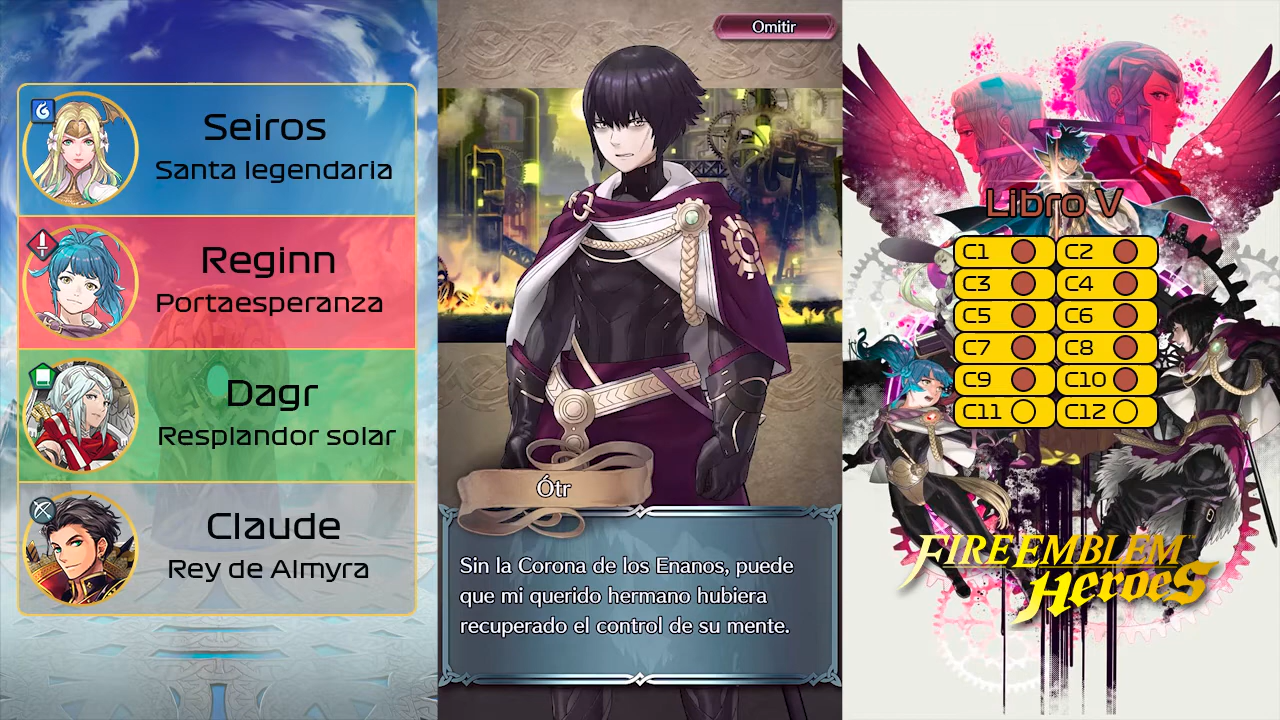 Seiros
Santa legendaria
Reginn
Portaesperanza
Dagr
Resplandor solar
Claude
Rey de Almyra
Omitir
Ótr
Sin la Corona de los Enanos, puede
que mi querido hermano hubiera
recuperado el control de su mente.
Libro V
C1 C2
C3 C4
C5 C6
C7 C8
C9 C10
C11 C12
FIRE EMBLEM™
Heroes